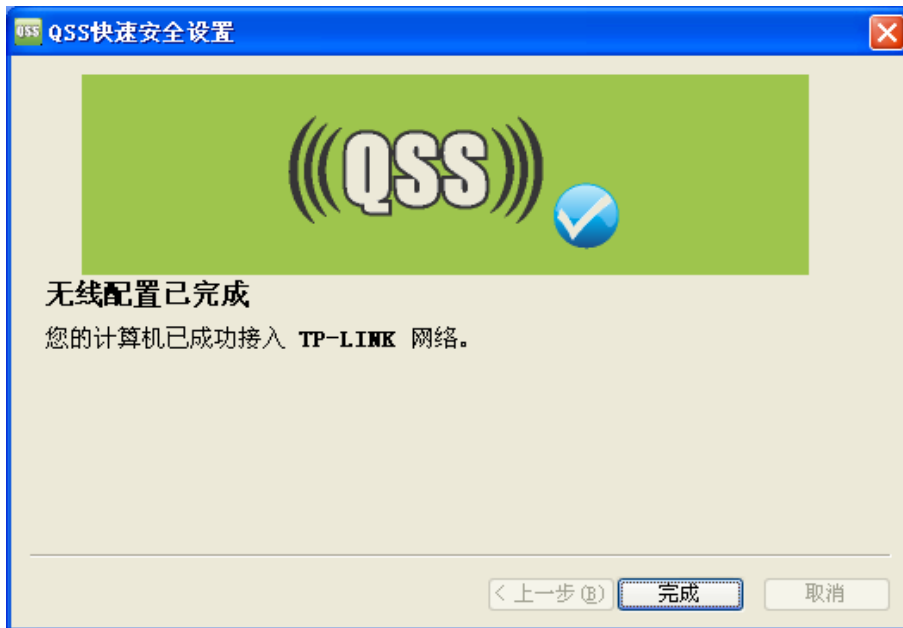 QSS QSS快速安全设置
(((QSS)))
无线配置已完成
您的计算机已成功接入 TP-LINK 网络。
< 上一步(B) 完成 取消